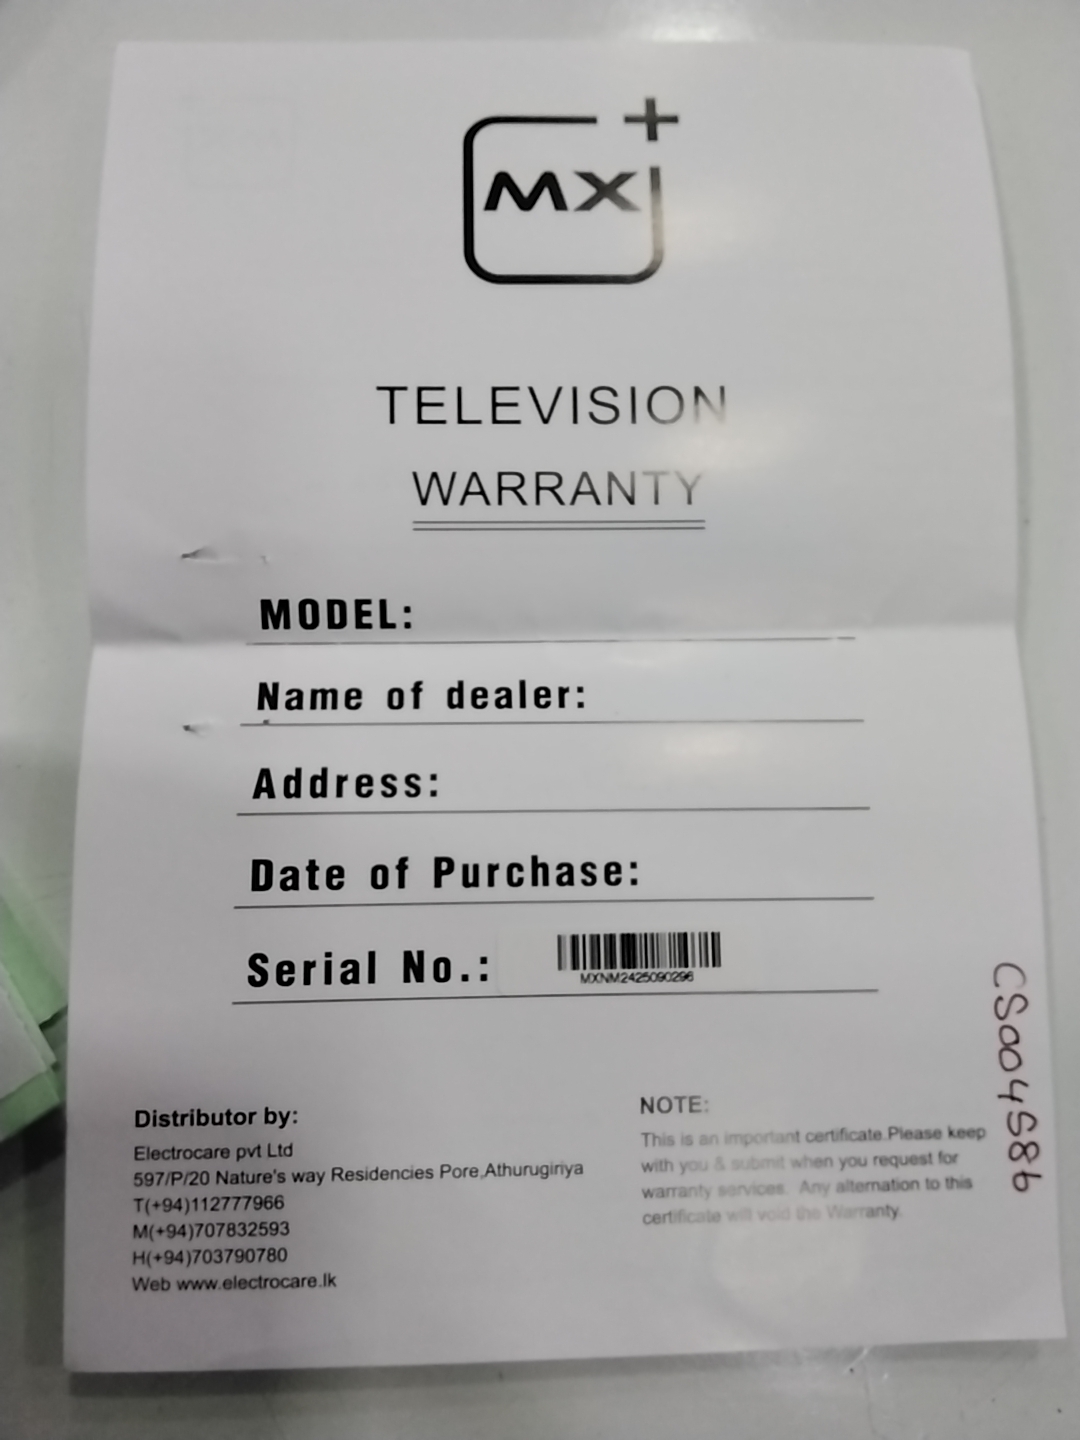 MX+
TELEVISION
WARRANTY
MODEL:
Name of dealer:
Address:
Date of Purchase:
Serial No.:
MXNM2425090296
Distributor by:
Electrocare pvt Ltd
597/P/20 Nature's way Residencies Pore,Athurugiriya
T(+94)112777966
M(+94)707832593
H(+94)703790780
Web www.electrocare.lk
NOTE:
This is an important certificate.Please keep
with you & submit when you request for
warranty services. Any alternation to this
certificate will void the Warranty.
CS004586